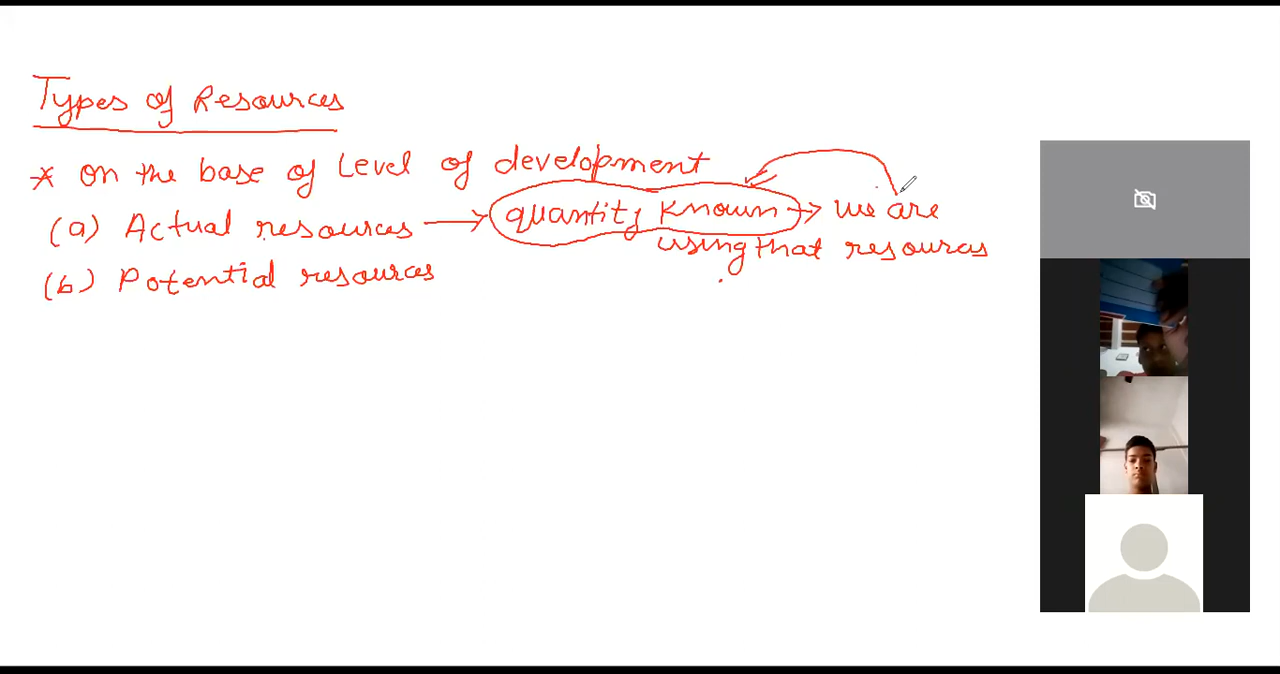 Types of Resources
* on the base of Level of development
(a) Actual resources → quantity known → we are
using that resources
(b) Potential resources